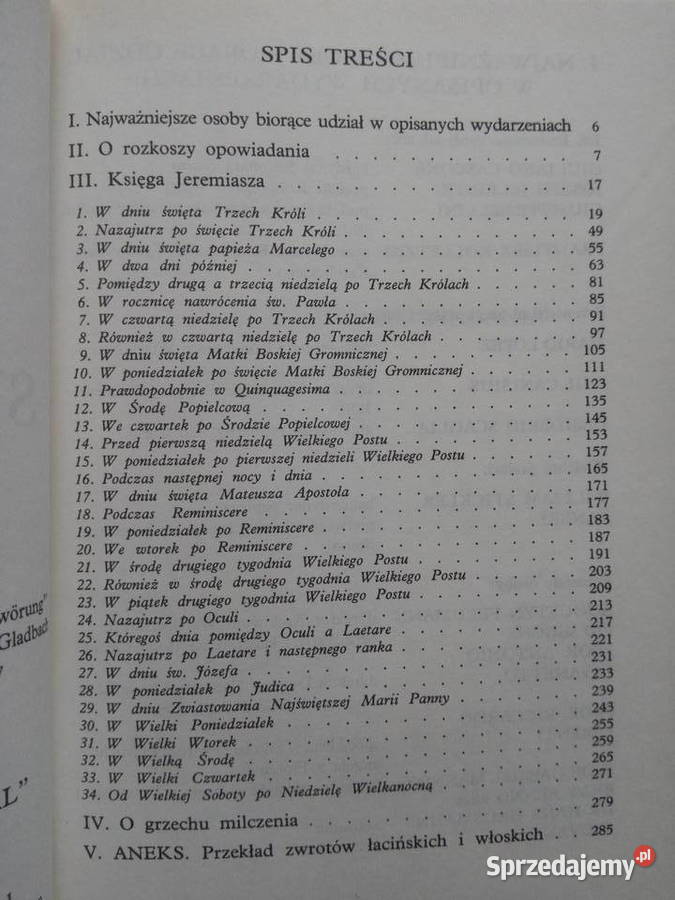 SPIS TREŚCI
I. Najważniejsze osoby biorące udział w opisanych wydarzeniach 6
II. O rozkoszy opowiadania . . . . . . . . . . . 7
III. Księga Jeremiasza . . . . . . . . . . . . . 17
1. W dniu święta Trzech Króli . . . . . . . . . . . 19
2. Nazajutrz po święcie Trzech Króli . . . . . . . . . 49
3. W dniu święta papieża Marcelego . . . . . . . . . 55
4. W dwa dni później . . . . . . . . . . . . . 63
5. Pomiędzy drugą a trzecią niedzielą po Trzech Królach . . . . . 81
6. W rocznicę nawrócenia św. Pawła . . . . . . . . . 85
7. W czwartą niedzielę po Trzech Królach . . . . . . . . 91
8. Również w czwartą niedzielę po Trzech Królach . . . . . . 97
9. W dniu święta Matki Boskiej Gromnicznej . . . . . . . 105
10. W poniedziałek po święcie Matki Boskiej Gromnicznej . . . . . 111
11. Prawdopodobnie w Quinquagesima . . . . . . . . . 123
12. W Środę Popielcową . . . . . . . . . . . . 135
13. We czwartek po Środzie Popielcowej . . . . . . . . 145
14. Przed pierwszą niedzielą Wielkiego Postu . . . . . . . 153
15. W poniedziałek po pierwszej niedzieli Wielkiego Postu . . . . . 157
16. Podczas następnej nocy i dnia . . . . . . . . . . 165
17. W dniu święta Mateusza Apostoła . . . . . . . . . 171
18. Podczas Reminiscere . . . . . . . . . . . . 177
19. W poniedziałek po Reminiscere . . . . . . . . . . 183
20. We wtorek po Reminiscere . . . . . . . . . . . 187
21. W środę drugiego tygodnia Wielkiego Postu . . . . . . . 191
22. Również w środę drugiego tygodnia Wielkiego Postu . . . . . 203
23. W piątek drugiego tygodnia Wielkiego Postu . . . . . . . 209
24. Nazajutrz po Oculi . . . . . . . . . . . . . 213
25. Któregoś dnia pomiędzy Oculi a Laetare . . . . . . . . 217
26. Nazajutrz po Laetare i następnego ranka . . . . . . . . 221
27. W dniu św. Józefa . . . . . . . . . . . . . 231
28. W poniedziałek po Judica . . . . . . . . . . . 233
29. W dniu Zwiastowania Najświętszej Marii Panny . . . . . . 239
30. W Wielki Poniedziałek . . . . . . . . . . . . 243
31. W Wielki Wtorek . . . . . . . . . . . . . 255
32. W Wielką Środę . . . . . . . . . . . . . 259
33. W Wielki Czwartek . . . . . . . . . . . . . 265
34. Od Wielkiej Soboty po Niedzielę Wielkanocną . . . . . . . 271
IV. O grzechu milczenia . . . . . . . . . . . . 279
V. ANEKS. Przekład zwrotów łacińskich i włoskich . . 285
wörung"
Gladbach
AL"
Sprzedajemy.pl